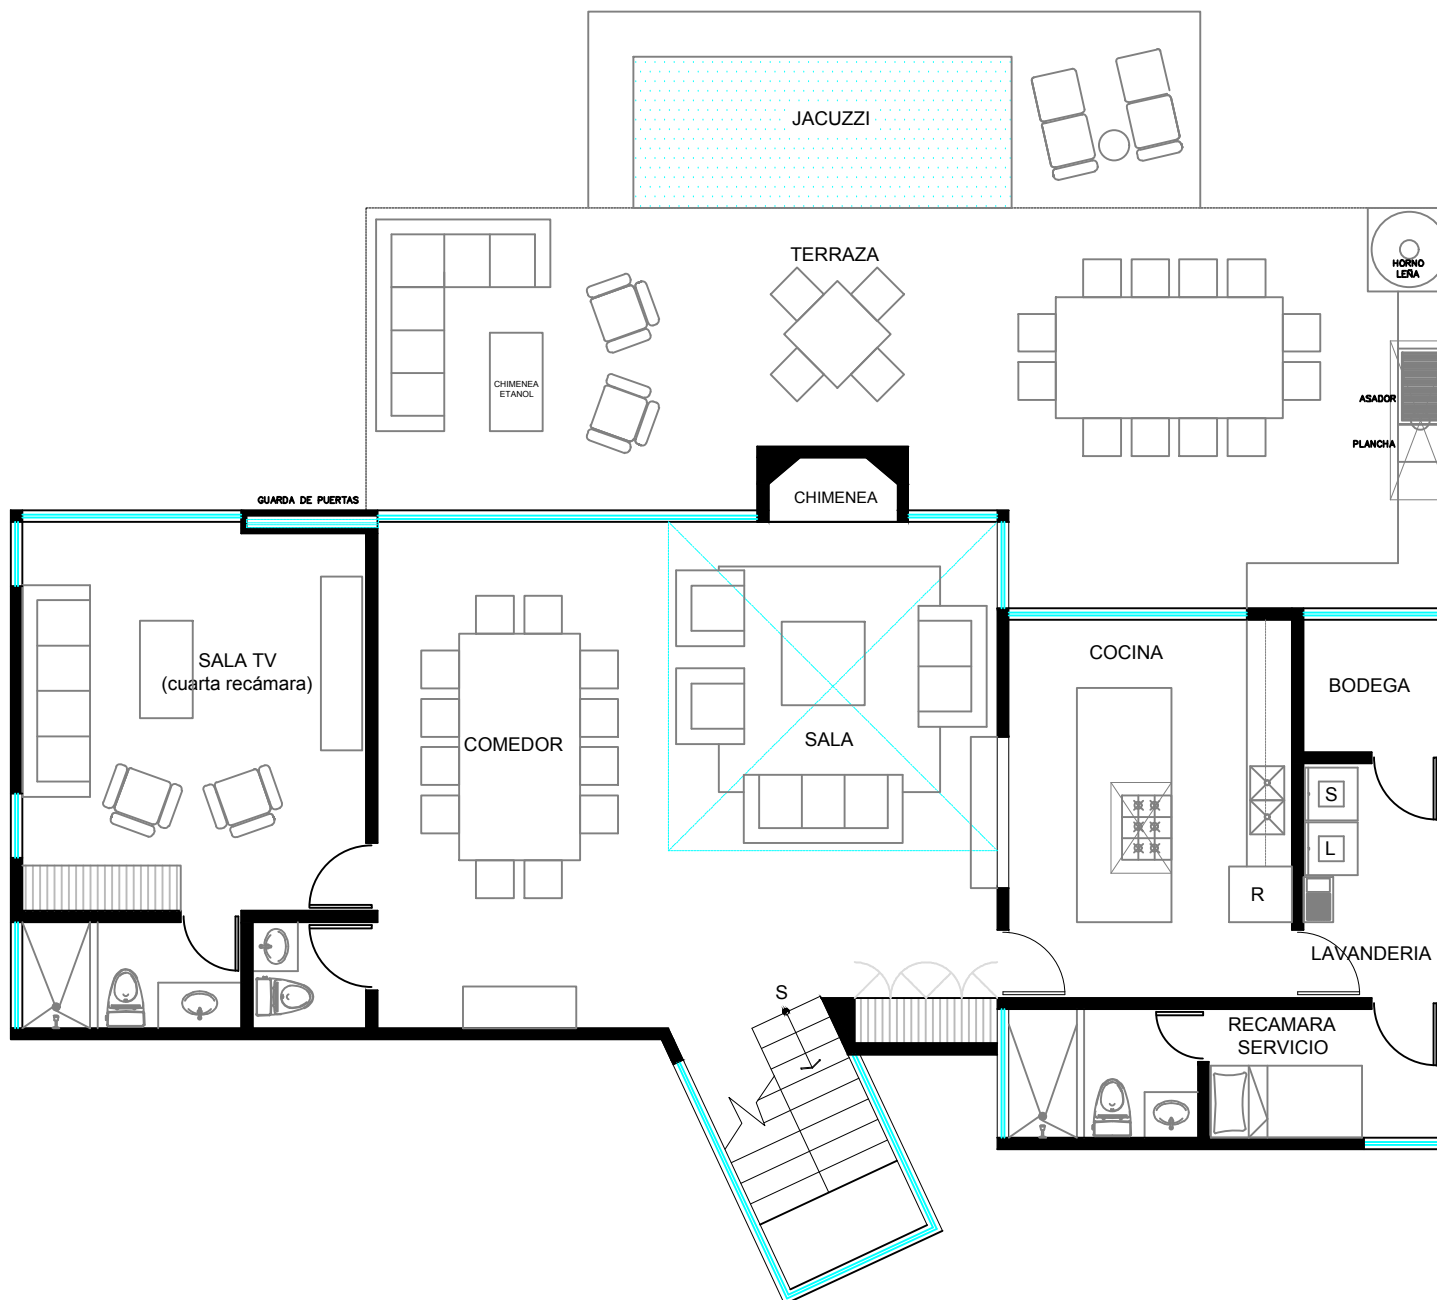 JACUZZI
TERRAZA
HORNO
LEÑA
CHIMENEA
ETANOL
ASADOR
PLANCHA
GUARDA DE PUERTAS
CHIMENEA
SALA TV
(cuarta recámara)
COMEDOR
SALA
COCINA
BODEGA
S
L
R
LAVANDERIA
S
RECAMARA
SERVICIO